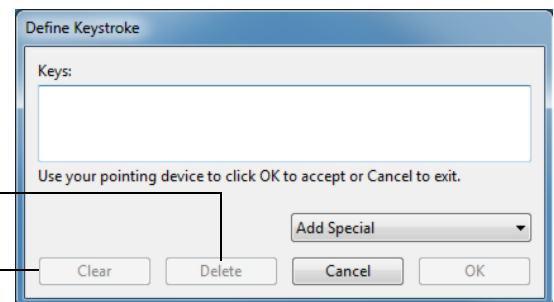 Define Keystroke
Keys:
Use your pointing device to click OK to accept or Cancel to exit.
Add Special
Clear Delete Cancel OK